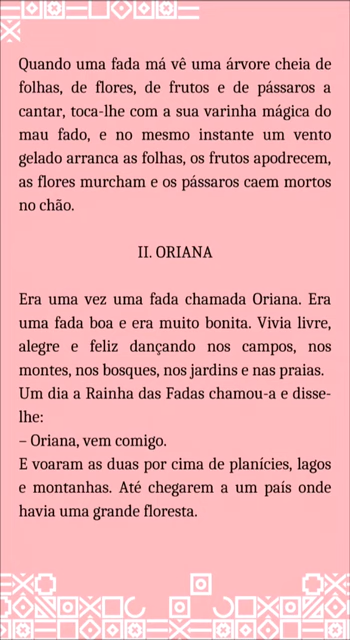 Quando uma fada má vê uma árvore cheia de
folhas, de flores, de frutos e de pássaros a
cantar, toca-lhe com a sua varinha mágica do
mau fado, e no mesmo instante um vento
gelado arranca as folhas, os frutos apodrecem,
as flores murcham e os pássaros caem mortos
no chão.
II. ORIANA
Era uma vez uma fada chamada Oriana. Era
uma fada boa e era muito bonita. Vivia livre,
alegre e feliz dançando nos campos, nos
montes, nos bosques, nos jardins e nas praias.
Um dia a Rainha das Fadas chamou-a e disse-
lhe:
– Oriana, vem comigo.
E voaram as duas por cima de planícies, lagos
e montanhas. Até chegarem a um país onde
havia uma grande floresta.